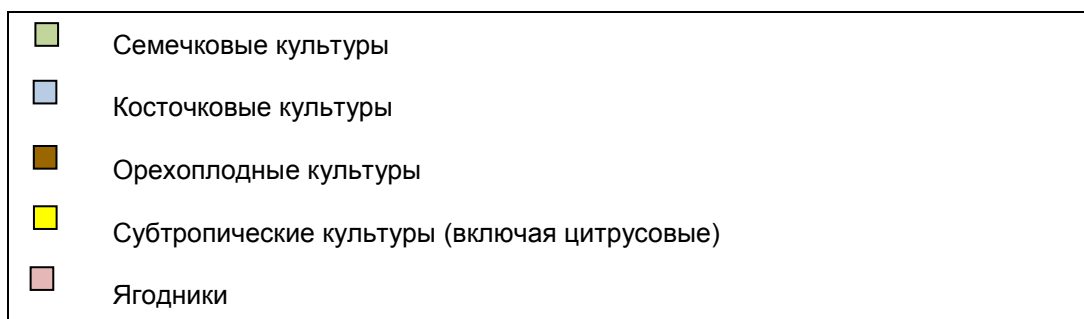 Семечковые культуры
Косточковые культуры
Орехоплодные культуры
Субтропические культуры (включая цитрусовые)
Ягодники